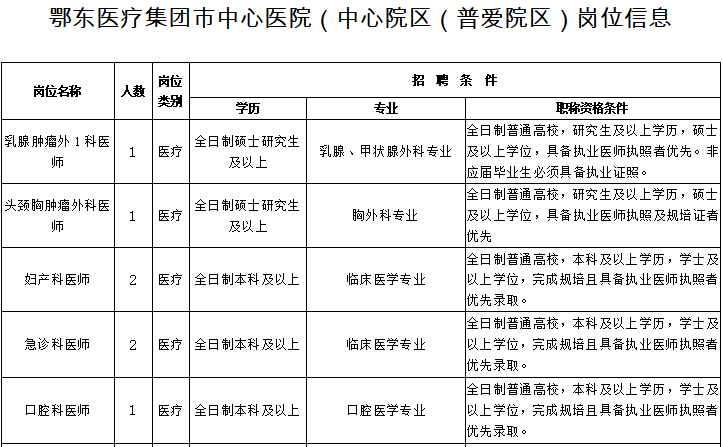 鄂东医疗集团市中心医院（中心院区（普爱院区）岗位信息
岗位名称 人数 岗位类别 招 聘 条 件
学历 专业 职称资格条件
乳腺肿瘤外1科医师 1 医疗 全日制硕士研究生及以上 乳腺、甲状腺外科专业 全日制普通高校，研究生及以上学历，硕士及以上学位，具备执业医师执照者优先。非应届毕业生必须具备执业证照。
头颈胸肿瘤外科医师 1 医疗 全日制硕士研究生及以上 胸外科专业 全日制普通高校，研究生及以上学历，硕士及以上学位，具备执业医师执照及规培证者优先
妇产科医师 2 医疗 全日制本科及以上 临床医学专业 全日制普通高校，本科及以上学历，学士及以上学位，完成规培且具备执业医师执照者优先录取。
急诊科医师 2 医疗 全日制本科及以上 临床医学专业 全日制普通高校，本科及以上学历，学士及以上学位，完成规培且具备执业医师执照者优先录取。
口腔科医师 1 医疗 全日制本科及以上 口腔医学专业 全日制普通高校，本科及以上学历，学士及以上学位，完成规培且具备执业医师执照者优先录取。